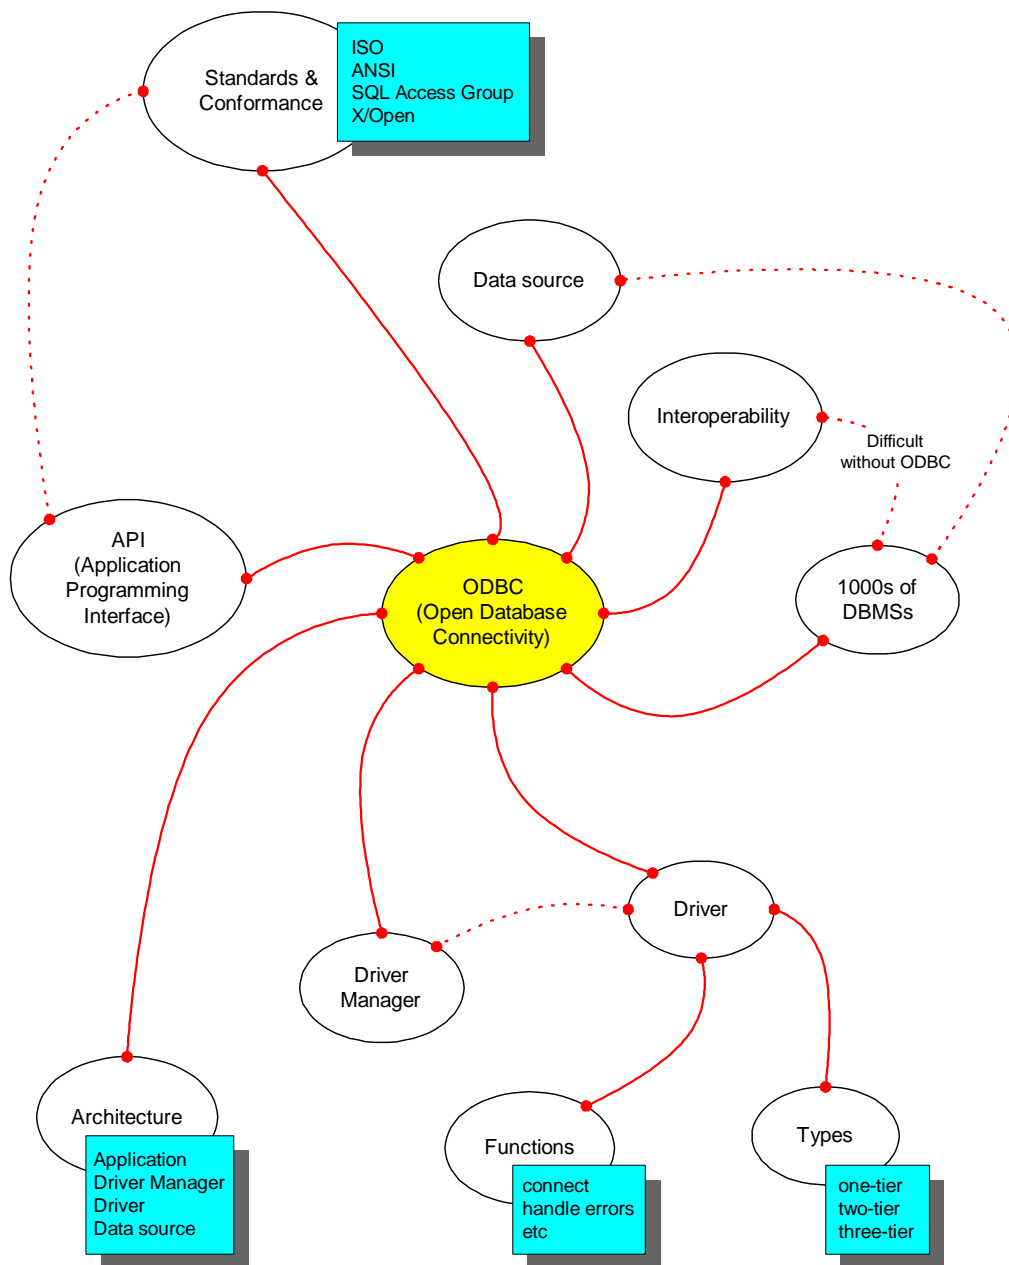 Standards &
Conformance
ISO
ANSI
SQL Access Group
X/Open
Data source
Interoperability
Difficult
without ODBC
API
(Application
Programming
Interface)
ODBC
(Open Database
Connectivity)
1000s of
DBMSs
Driver
Driver
Manager
Architecture
Application
Driver Manager
Driver
Data source
Functions
connect
handle errors
etc
Types
one-tier
two-tier
three-tier